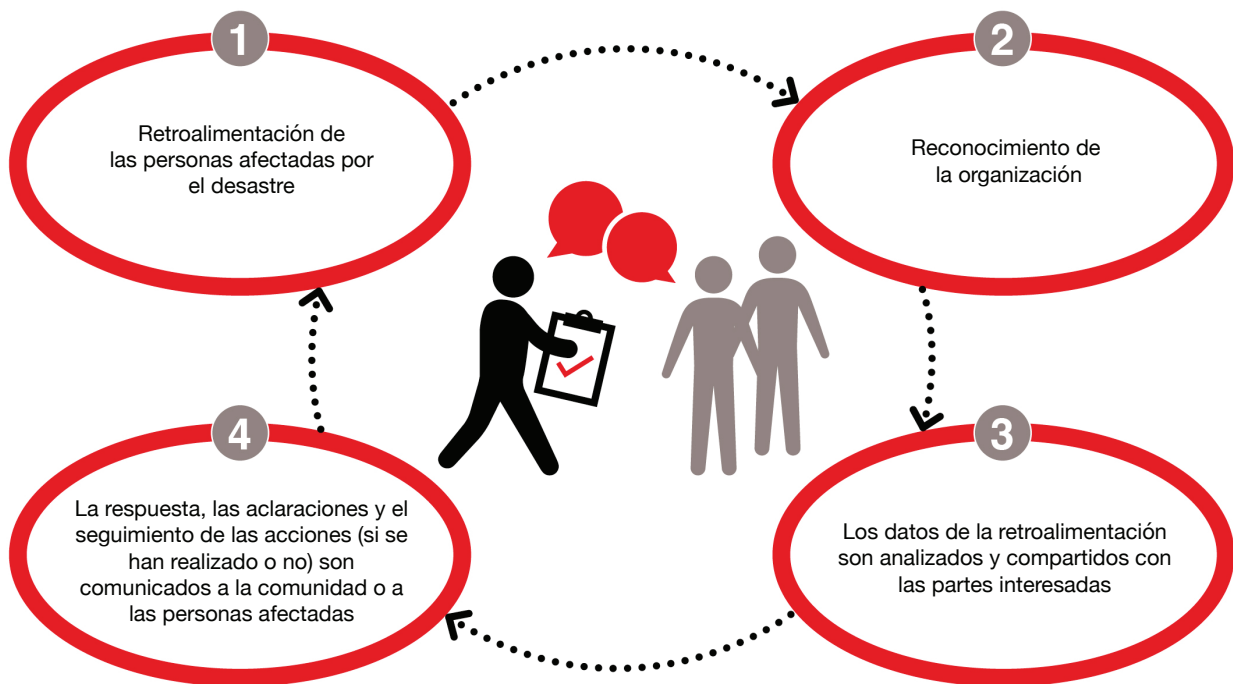 1
Retroalimentación de
las personas afectadas por
el desastre
2
Reconocimiento de
la organización
3
Los datos de la retroalimentación
son analizados y compartidos con
las partes interesadas
4
La respuesta, las aclaraciones y el
seguimiento de las acciones (si se
han realizado o no) son
comunicados a la comunidad o a
las personas afectadas